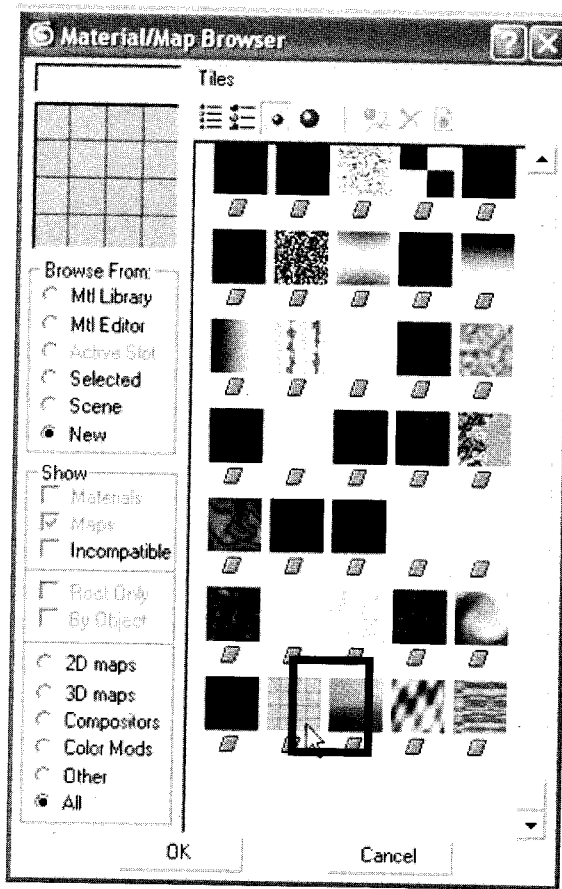 Material/Map Browser
Tiles
Browse From:
Mtl Library
Mtl Editor
Active Slot
Selected
Scene
New
Show
Materials
Maps
Incompatible
Root Only
By Object
2D maps
3D maps
Compositors
Color Mods
Other
All
OK
Cancel